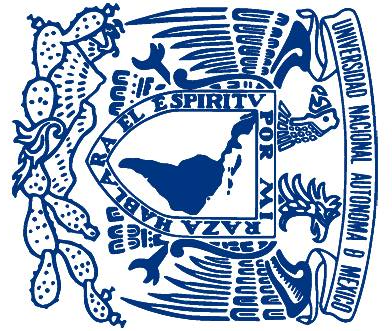 UNIVERSIDAD NACIONAL AUTONOMA D MEXICO
POR MI RAZA HABLARA EL ESPIRITV